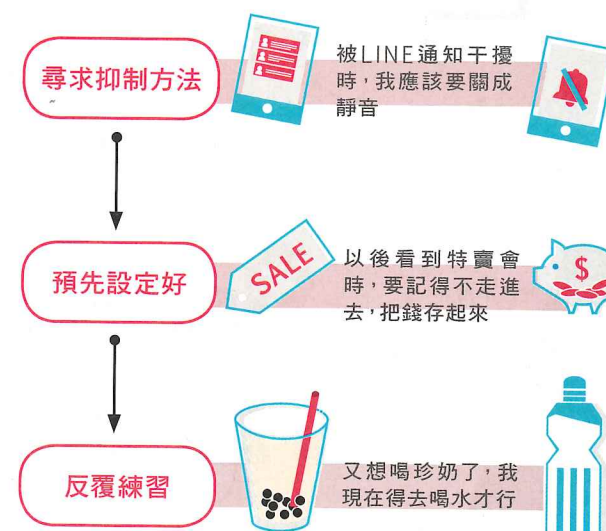 尋求抑制方法
被LINE通知干擾
時，我應該要關成
靜音
預先設定好
SALE
以後看到特賣會
時，要記得不走進
去，把錢存起來
$
反覆練習
又想喝珍奶了，我
現在得去喝水才行